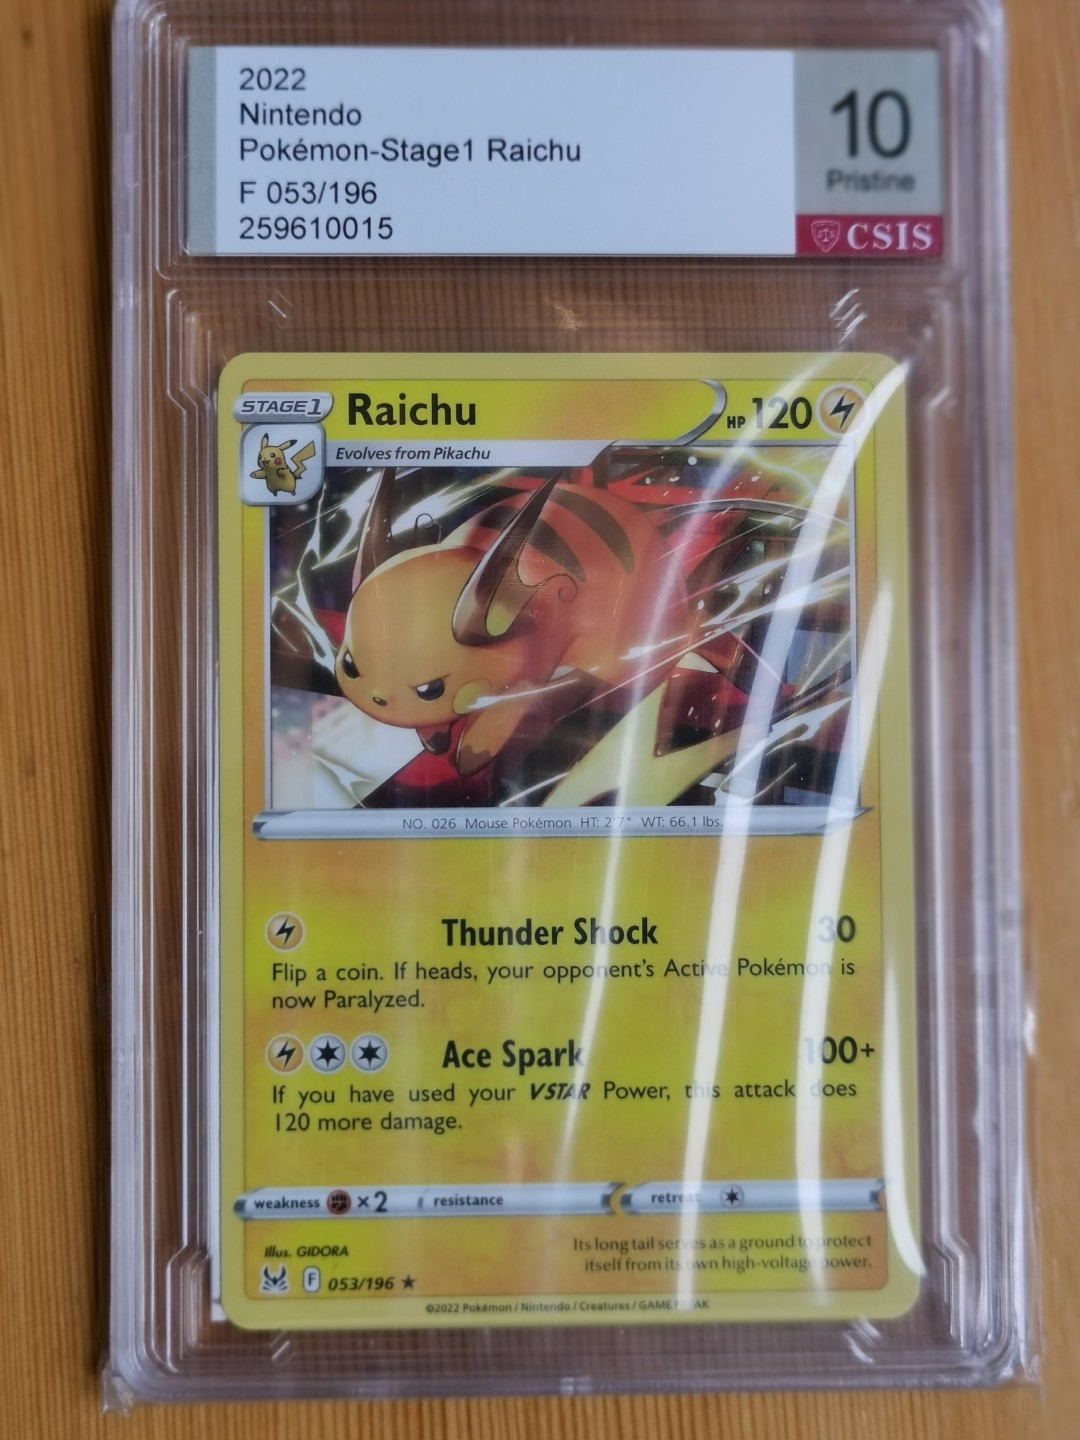 2022
Nintendo
Pokémon-Stage1 Raichu
F 053/196
259610015
10
Pristine
CSIS
STAGE1 Raichu HP 120
Evolves from Pikachu
NO. 026 Mouse Pokémon HT: 2'7" WT: 66.1 lbs.
Thunder Shock 30
Flip a coin. If heads, your opponent's Active Pokémon is
now Paralyzed.
Ace Spark 100+
If you have used your VSTAR Power, this attack does
120 more damage.
weakness ×2 resistance retreat
Its long tail serves as a ground to protect
itself from its own high-voltage power.
Illus. GIDORA
F 053/196 ★
©2022 Pokémon / Nintendo / Creatures / GAME FREAK